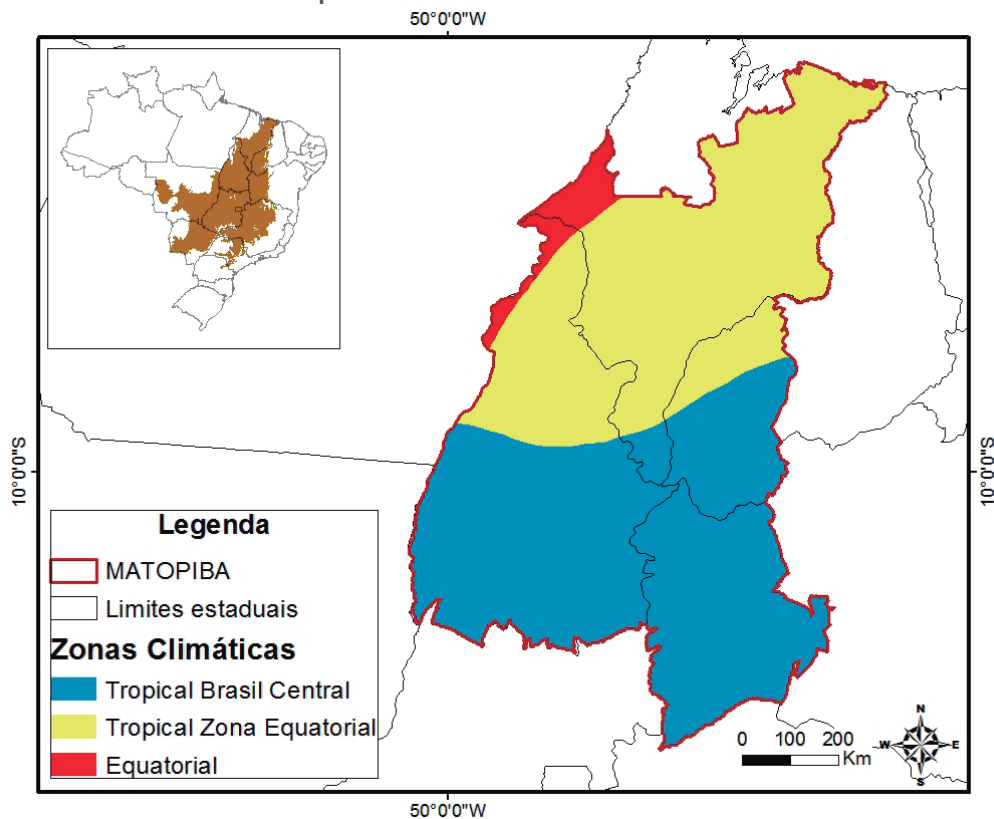 50°0'0"W
10°0'0"S
10°0'0"S
Legenda
MATOPIBA
Limites estaduais
Zonas Climáticas
Tropical Brasil Central
Tropical Zona Equatorial
Equatorial
N
W
E
S
0 100 200
Km
50°0'0"W